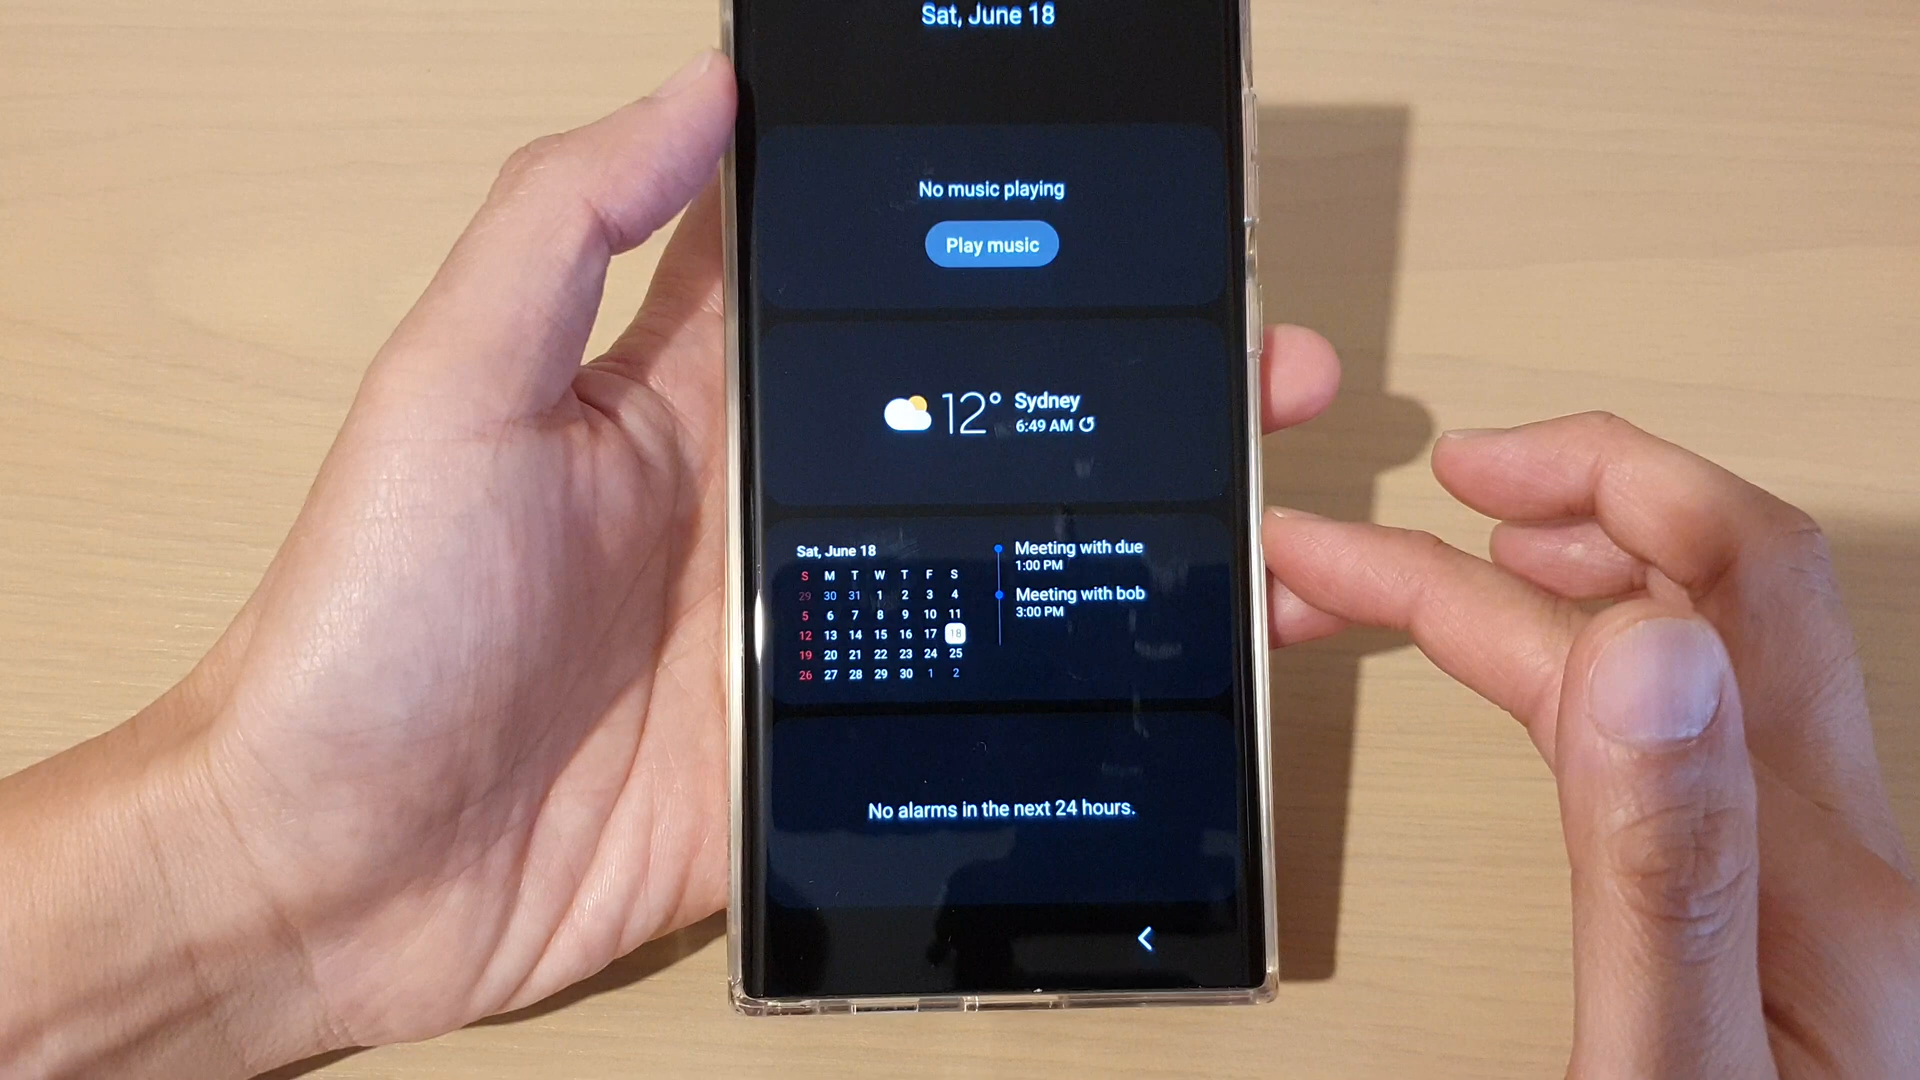 Sat, June 18
No music playing
Play music
12° Sydney
6:49 AM
Sat, June 18
S M T W T F S
29 30 31 1 2 3 4
5 6 7 8 9 10 11
12 13 14 15 16 17 18
19 20 21 22 23 24 25
26 27 28 29 30 1 2
Meeting with due
1:00 PM
Meeting with bob
3:00 PM
No alarms in the next 24 hours.